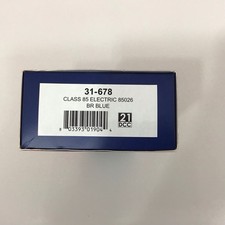 31-678
CLASS 85 ELECTRIC 85026
BR BLUE
21
DCC